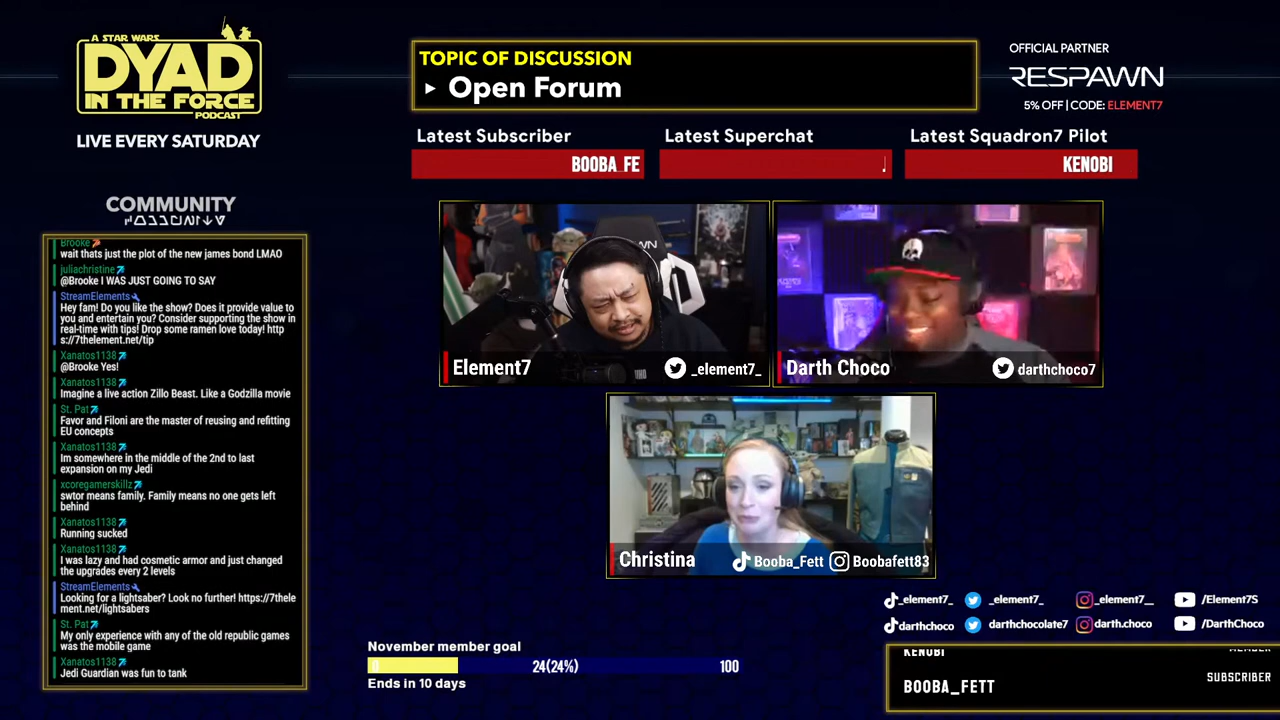 A STAR WARS
DYAD
IN THE FORCE
PODCAST
LIVE EVERY SATURDAY
TOPIC OF DISCUSSION
► Open Forum
OFFICIAL PARTNER
RESPAWN
5% OFF | CODE: ELEMENT7
Latest Subscriber
BOOBA_FE
Latest Superchat
Latest Squadron7 Pilot
KENOBI
COMMUNITY
Brooke
wait thats just the plot of the new james bond LMAO
juliachristine
@Brooke I WAS JUST GOING TO SAY
StreamElements
Hey fam! Do you like the show? Does it provide value to
you and entertain you? Consider supporting the show in
real-time with tips! Drop some ramen love today! http
s://7thelement.net/tip
Xanatos1138
@Brooke Yes!
Xanatos1138
Imagine a live action Zillo Beast. Like a Godzilla movie
St. Pat
Favor and Filoni are the master of reusing and refitting
EU concepts
Xanatos1138
Im somewhere in the middle of the 2nd to last
expansion on my Jedi
xcoregamerskillz
swtor means family. Family means no one gets left
behind
Xanatos1138
Running sucked
Xanatos1138
I was lazy and had cosmetic armor and just changed
the upgrades every 2 levels
StreamElements
Looking for a lightsaber? Look no further! https://7thele
ment.net/lightsabers
St. Pat
My only experience with any of the old republic games
was the mobile game
Xanatos1138
Jedi Guardian was fun to tank
Element7
_element7_
Darth Choco
darthchoco7
Christina
Booba_Fett
Boobafett83
November member goal
0
24(24%)
100
Ends in 10 days
_element7_
_element7_
_element7__
/Element7S
darthchoco
darthchocolate7
darth.choco
/DarthChoco
KENOBI
MEMBER
BOOBA_FETT
SUBSCRIBER